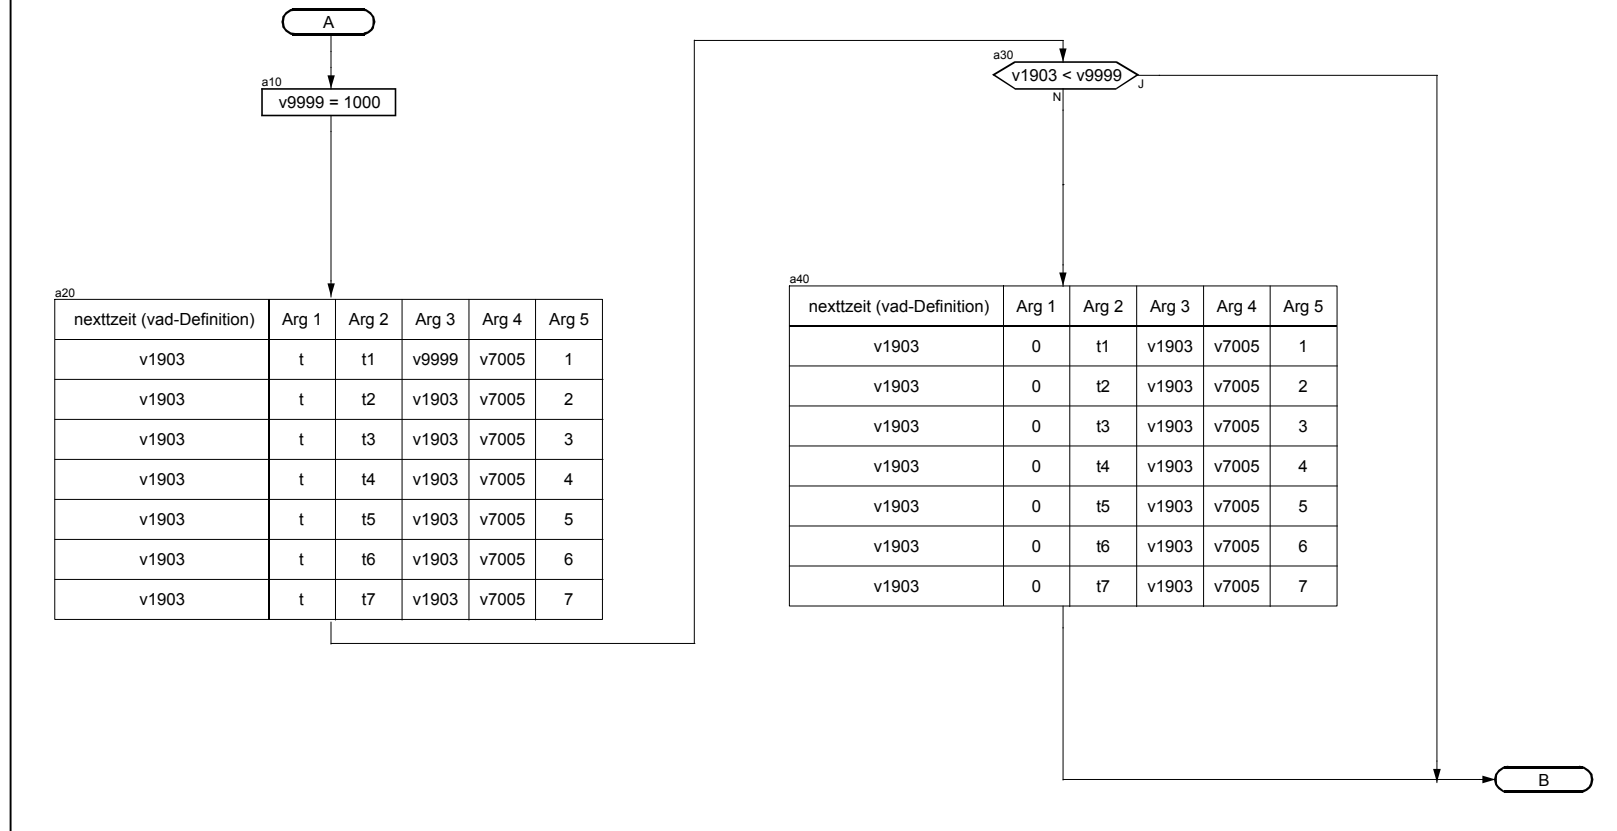 A
a10
v9999 = 1000
a20
nexttzeit (vad-Definition) Arg 1 Arg 2 Arg 3 Arg 4 Arg 5
v1903 t t1 v9999 v7005 1
v1903 t t2 v1903 v7005 2
v1903 t t3 v1903 v7005 3
v1903 t t4 v1903 v7005 4
v1903 t t5 v1903 v7005 5
v1903 t t6 v1903 v7005 6
v1903 t t7 v1903 v7005 7
a30
v1903 < v9999
N J
a40
nexttzeit (vad-Definition) Arg 1 Arg 2 Arg 3 Arg 4 Arg 5
v1903 0 t1 v1903 v7005 1
v1903 0 t2 v1903 v7005 2
v1903 0 t3 v1903 v7005 3
v1903 0 t4 v1903 v7005 4
v1903 0 t5 v1903 v7005 5
v1903 0 t6 v1903 v7005 6
v1903 0 t7 v1903 v7005 7
B